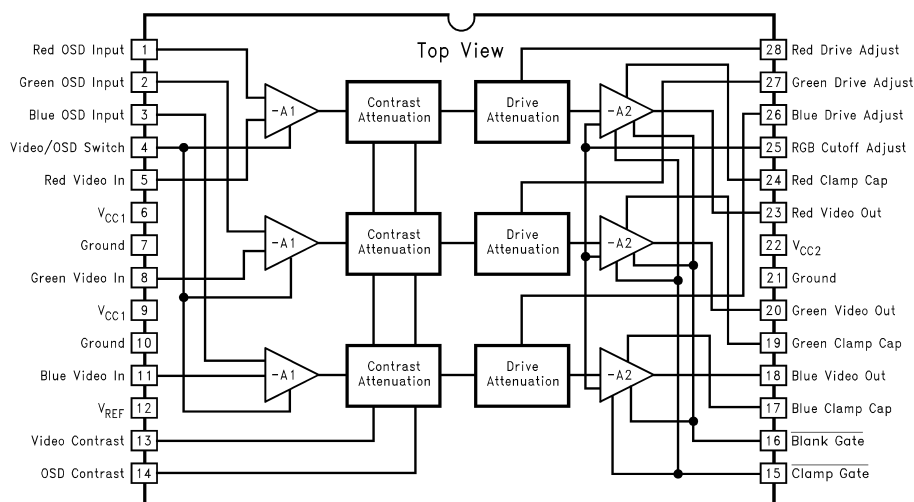 Top View
Red OSD Input 1
Green OSD Input 2
Blue OSD Input 3
Video/OSD Switch 4
Red Video In 5
VCC1 6
Ground 7
Green Video In 8
VCC1 9
Ground 10
Blue Video In 11
VREF 12
Video Contrast 13
OSD Contrast 14
-A1
Contrast
Attenuation
Drive
Attenuation
-A2
-A1
Contrast
Attenuation
Drive
Attenuation
-A2
-A1
Contrast
Attenuation
Drive
Attenuation
-A2
28 Red Drive Adjust
27 Green Drive Adjust
26 Blue Drive Adjust
25 RGB Cutoff Adjust
24 Red Clamp Cap
23 Red Video Out
22 VCC2
21 Ground
20 Green Video Out
19 Green Clamp Cap
18 Blue Video Out
17 Blue Clamp Cap
16 Blank Gate
15 Clamp Gate